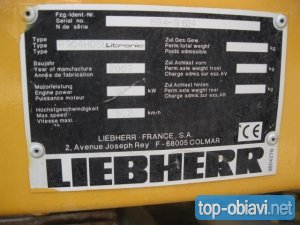 Fzg.-Ident.-Nr.
Serial no.
N de série
Type
Type
Type
Litronic
Baujahr
Year of manufacture
Année de fabrication
Motorleistung
Engine power
Puissance moteur
kW
Höchstgeschwindigkeit
Max speed
Vitesse
Zul. Ges. Gew.
Perm. total weight
Poids total admis
kg
Zul. Achslast vorn
Perm. front axle weight
Charge admis. sur ess. AV
kg
Zul. Achslast hinten
Perm. rear axle weight
Charge admis. sur ess. AR
kg
LIEBHERR - FRANCE, S.A.
2, Avenue Joseph Rey F - 68005 COLMAR
CE
LIEBHERR
top-obiavi.net